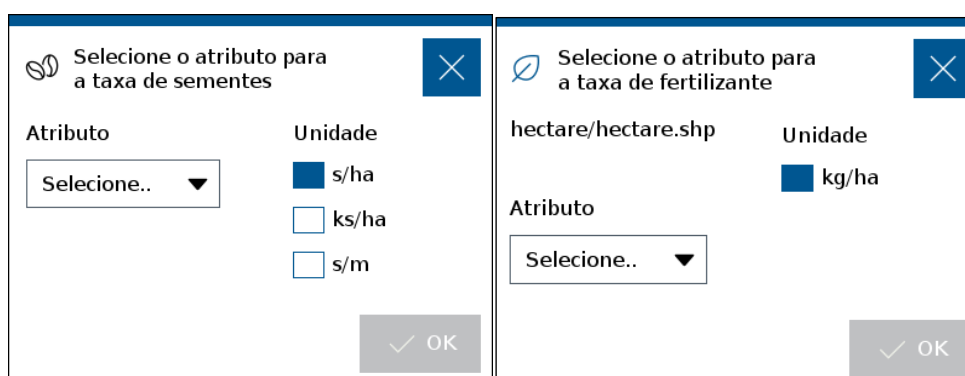 Selecione o atributo para
a taxa de sementes
Atributo
Unidade
Selecione..
s/ha
ks/ha
s/m
OK
Selecione o atributo para
a taxa de fertilizante
hectare/hectare.shp
Unidade
kg/ha
Atributo
Selecione..
OK